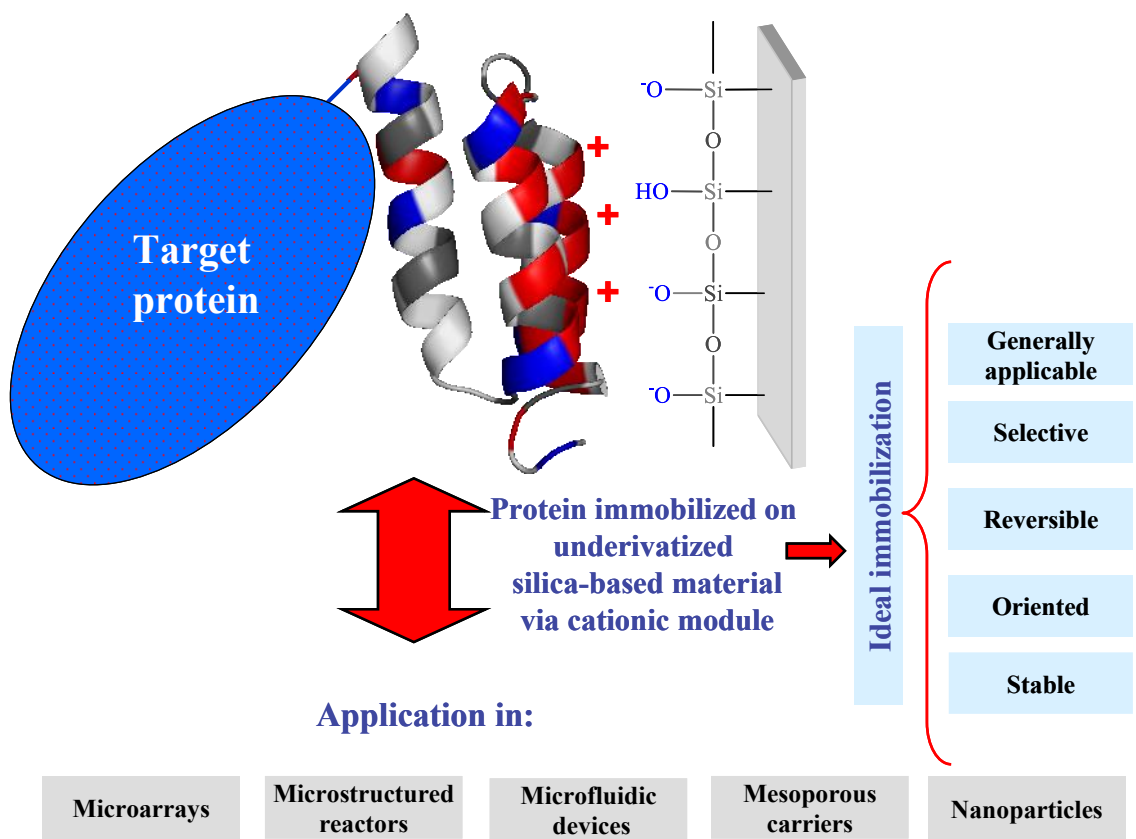 ⁻O—Si
O
HO—Si
O
⁻O—Si
O
⁻O—Si
+
+
+
Target
protein
Protein immobilized on
underivatized
silica-based material
via cationic module
Ideal immobilization
Generally
applicable
Selective
Reversible
Oriented
Stable
Application in:
Microarrays
Microstructured
reactors
Microfluidic
devices
Mesoporous
carriers
Nanoparticles